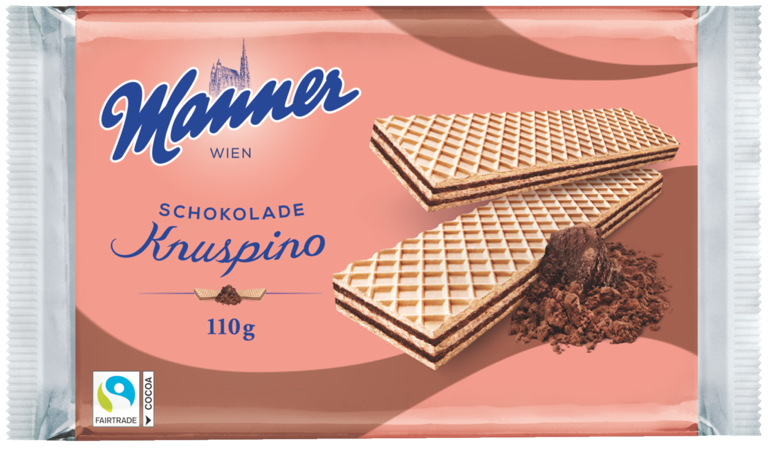 Manner
WIEN
SCHOKOLADE
Knuspino
110g
FAIRTRADE
COCOA